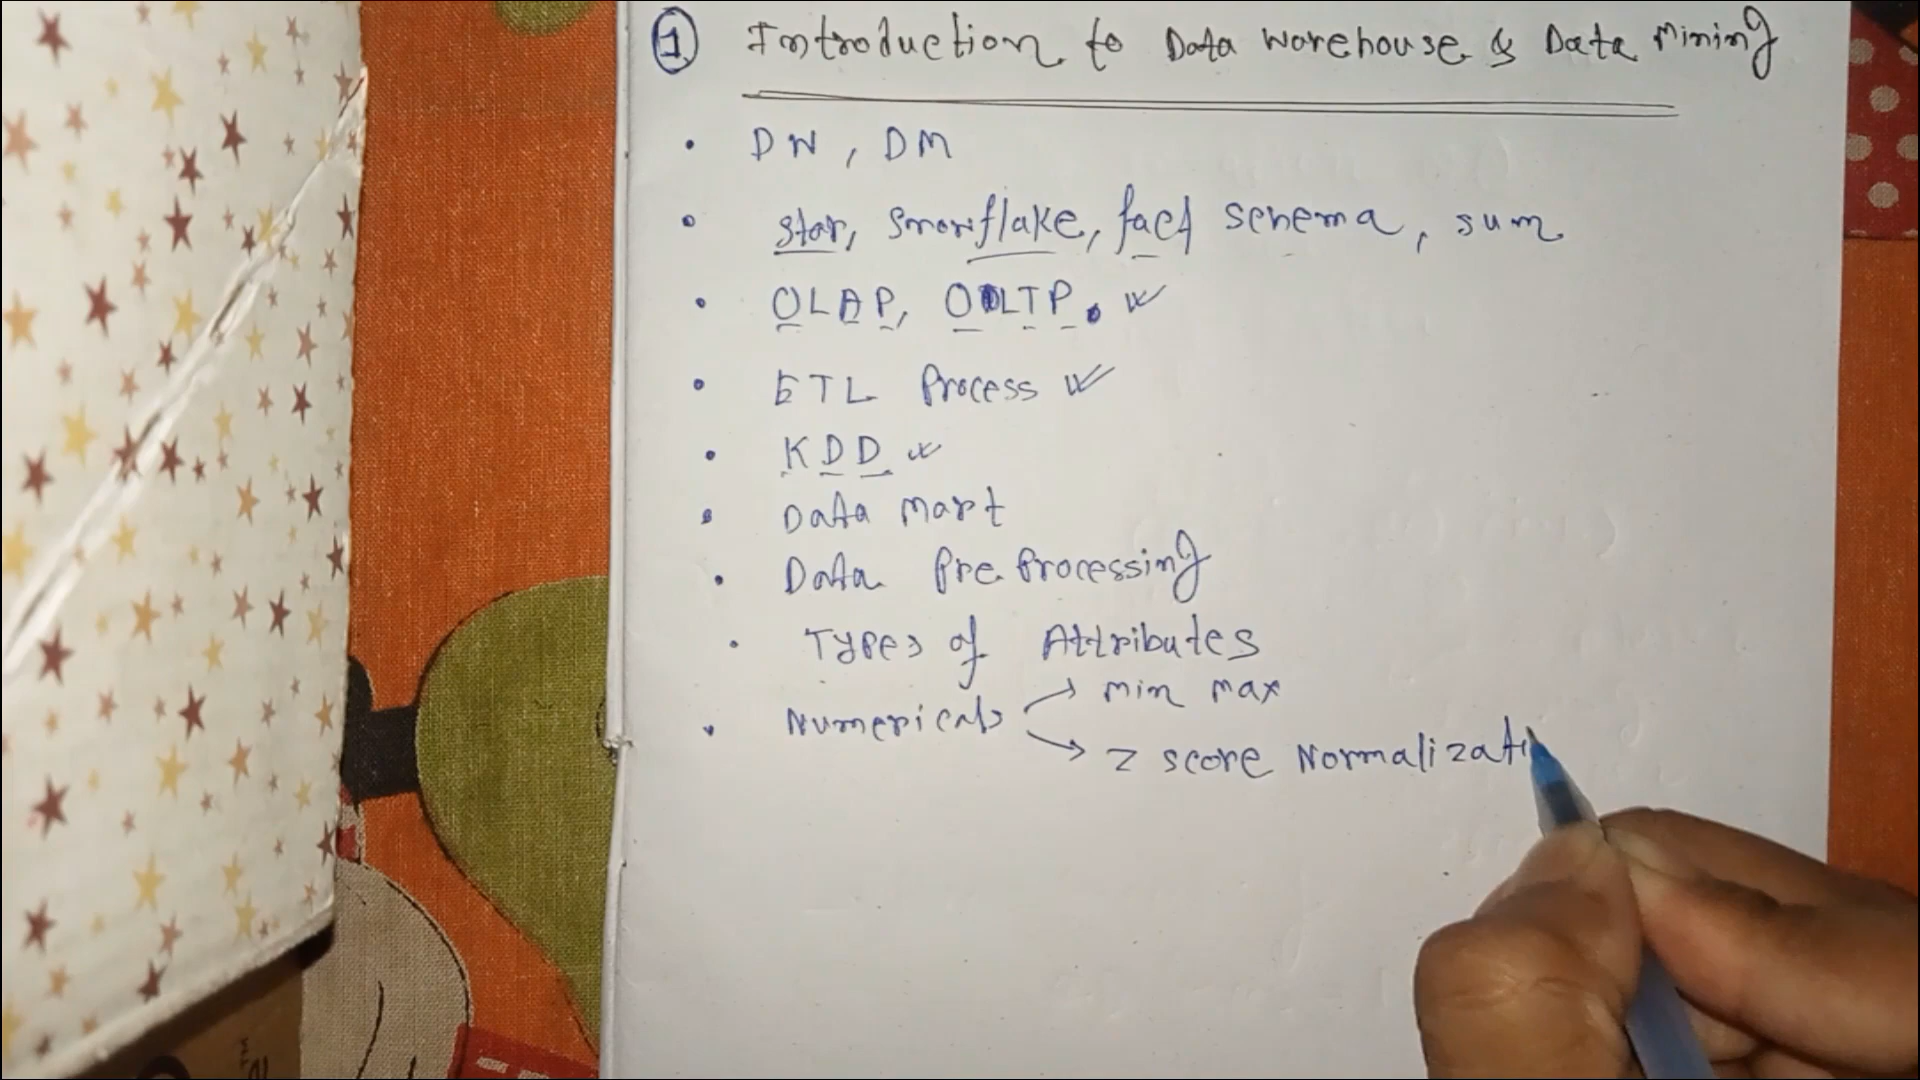 1 Introduction to Data Warehouse & Data Mining
• DW, DM
• Star, Snowflake, fact schema, sum
• OLAP, OLTP.
• ETL Process
• KDD
• Data Mart
• Data Pre Processing
• Types of Attributes
• Numericals → min max
→ Z score Normalizati